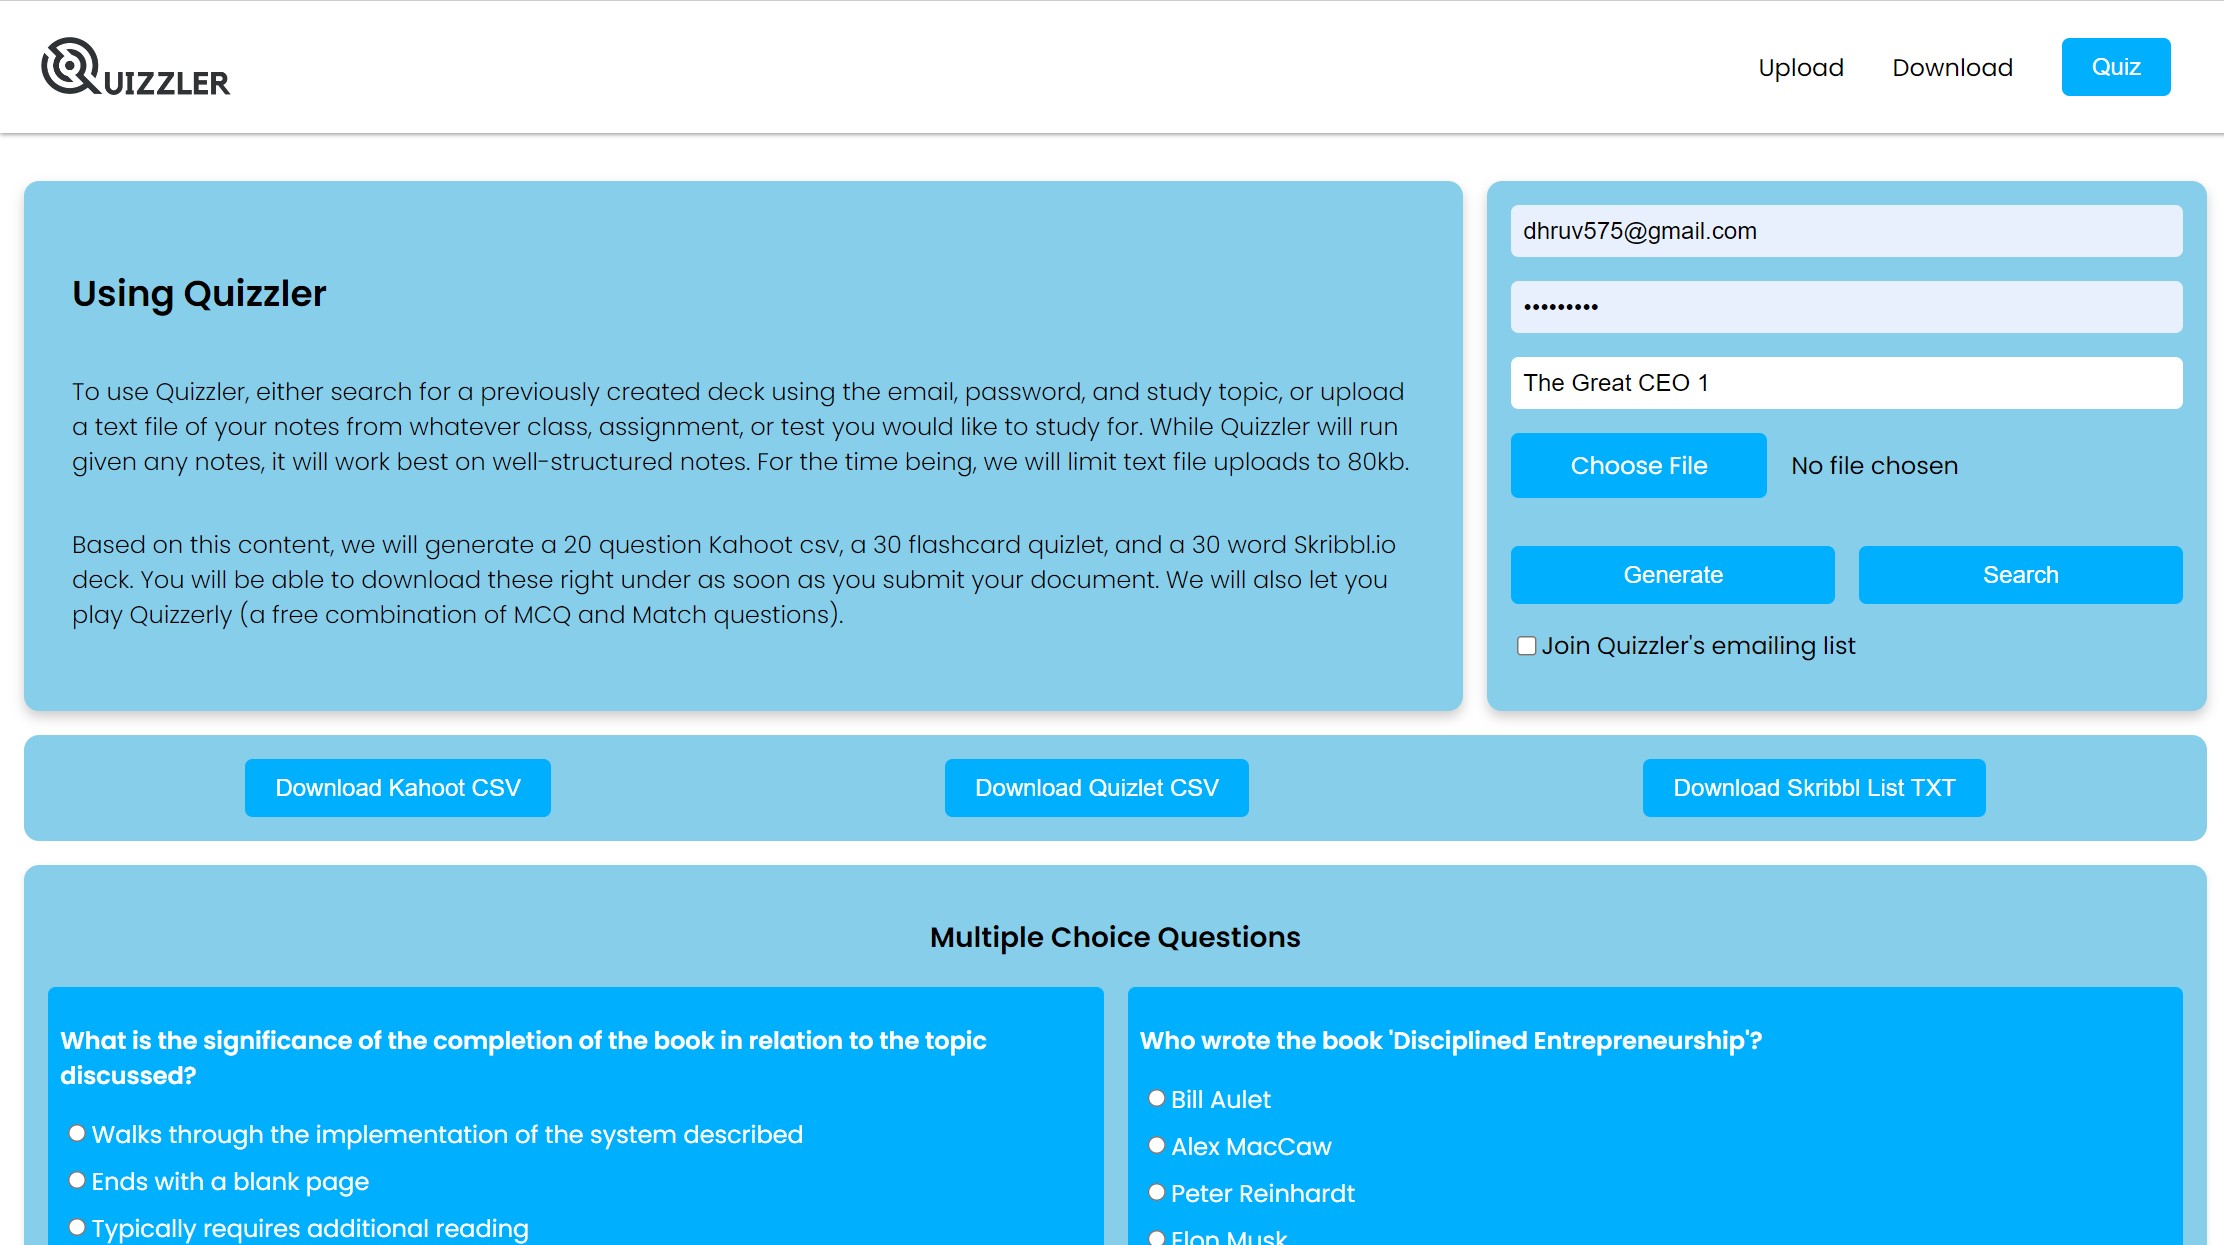 QUIZZLER
Upload
Download
Quiz
Using Quizzler
To use Quizzler, either search for a previously created deck using the email, password, and study topic, or upload
a text file of your notes from whatever class, assignment, or test you would like to study for. While Quizzler will run
given any notes, it will work best on well-structured notes. For the time being, we will limit text file uploads to 80kb.
Based on this content, we will generate a 20 question Kahoot csv, a 30 flashcard quizlet, and a 30 word Skribbl.io
deck. You will be able to download these right under as soon as you submit your document. We will also let you
play Quizzerly (a free combination of MCQ and Match questions).
dhruv575@gmail.com
•••••••••
The Great CEO 1
Choose File
No file chosen
Generate
Search
Join Quizzler's emailing list
Download Kahoot CSV
Download Quizlet CSV
Download Skribbl List TXT
Multiple Choice Questions
What is the significance of the completion of the book in relation to the topic
discussed?
Walks through the implementation of the system described
Ends with a blank page
Typically requires additional reading
Who wrote the book 'Disciplined Entrepreneurship'?
Bill Aulet
Alex MacCaw
Peter Reinhardt
Elon Musk